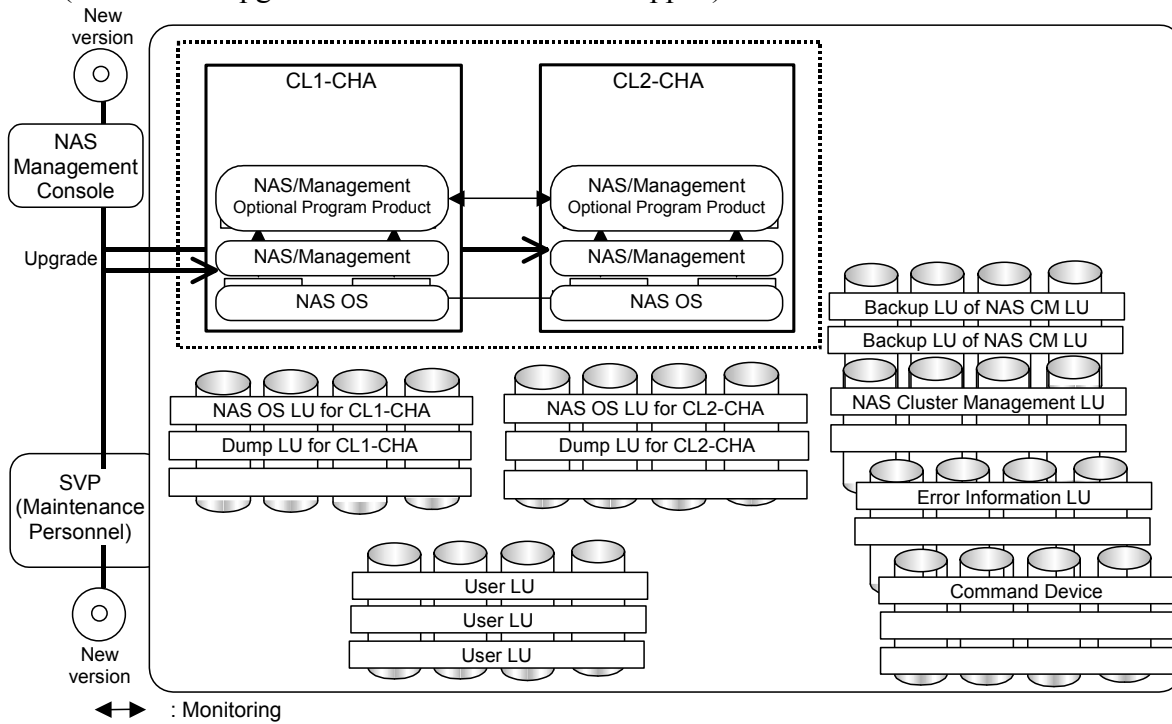 New
version
NAS
Management
Console
Upgrade
SVP
(Maintenance
Personnel)
New
version
CL1-CHA
NAS/Management
Optional Program Product
NAS/Management
NAS OS
CL2-CHA
NAS/Management
Optional Program Product
NAS/Management
NAS OS
NAS OS LU for CL1-CHA
Dump LU for CL1-CHA
NAS OS LU for CL2-CHA
Dump LU for CL2-CHA
Backup LU of NAS CM LU
Backup LU of NAS CM LU
NAS Cluster Management LU
Error Information LU
Command Device
User LU
User LU
User LU
: Monitoring